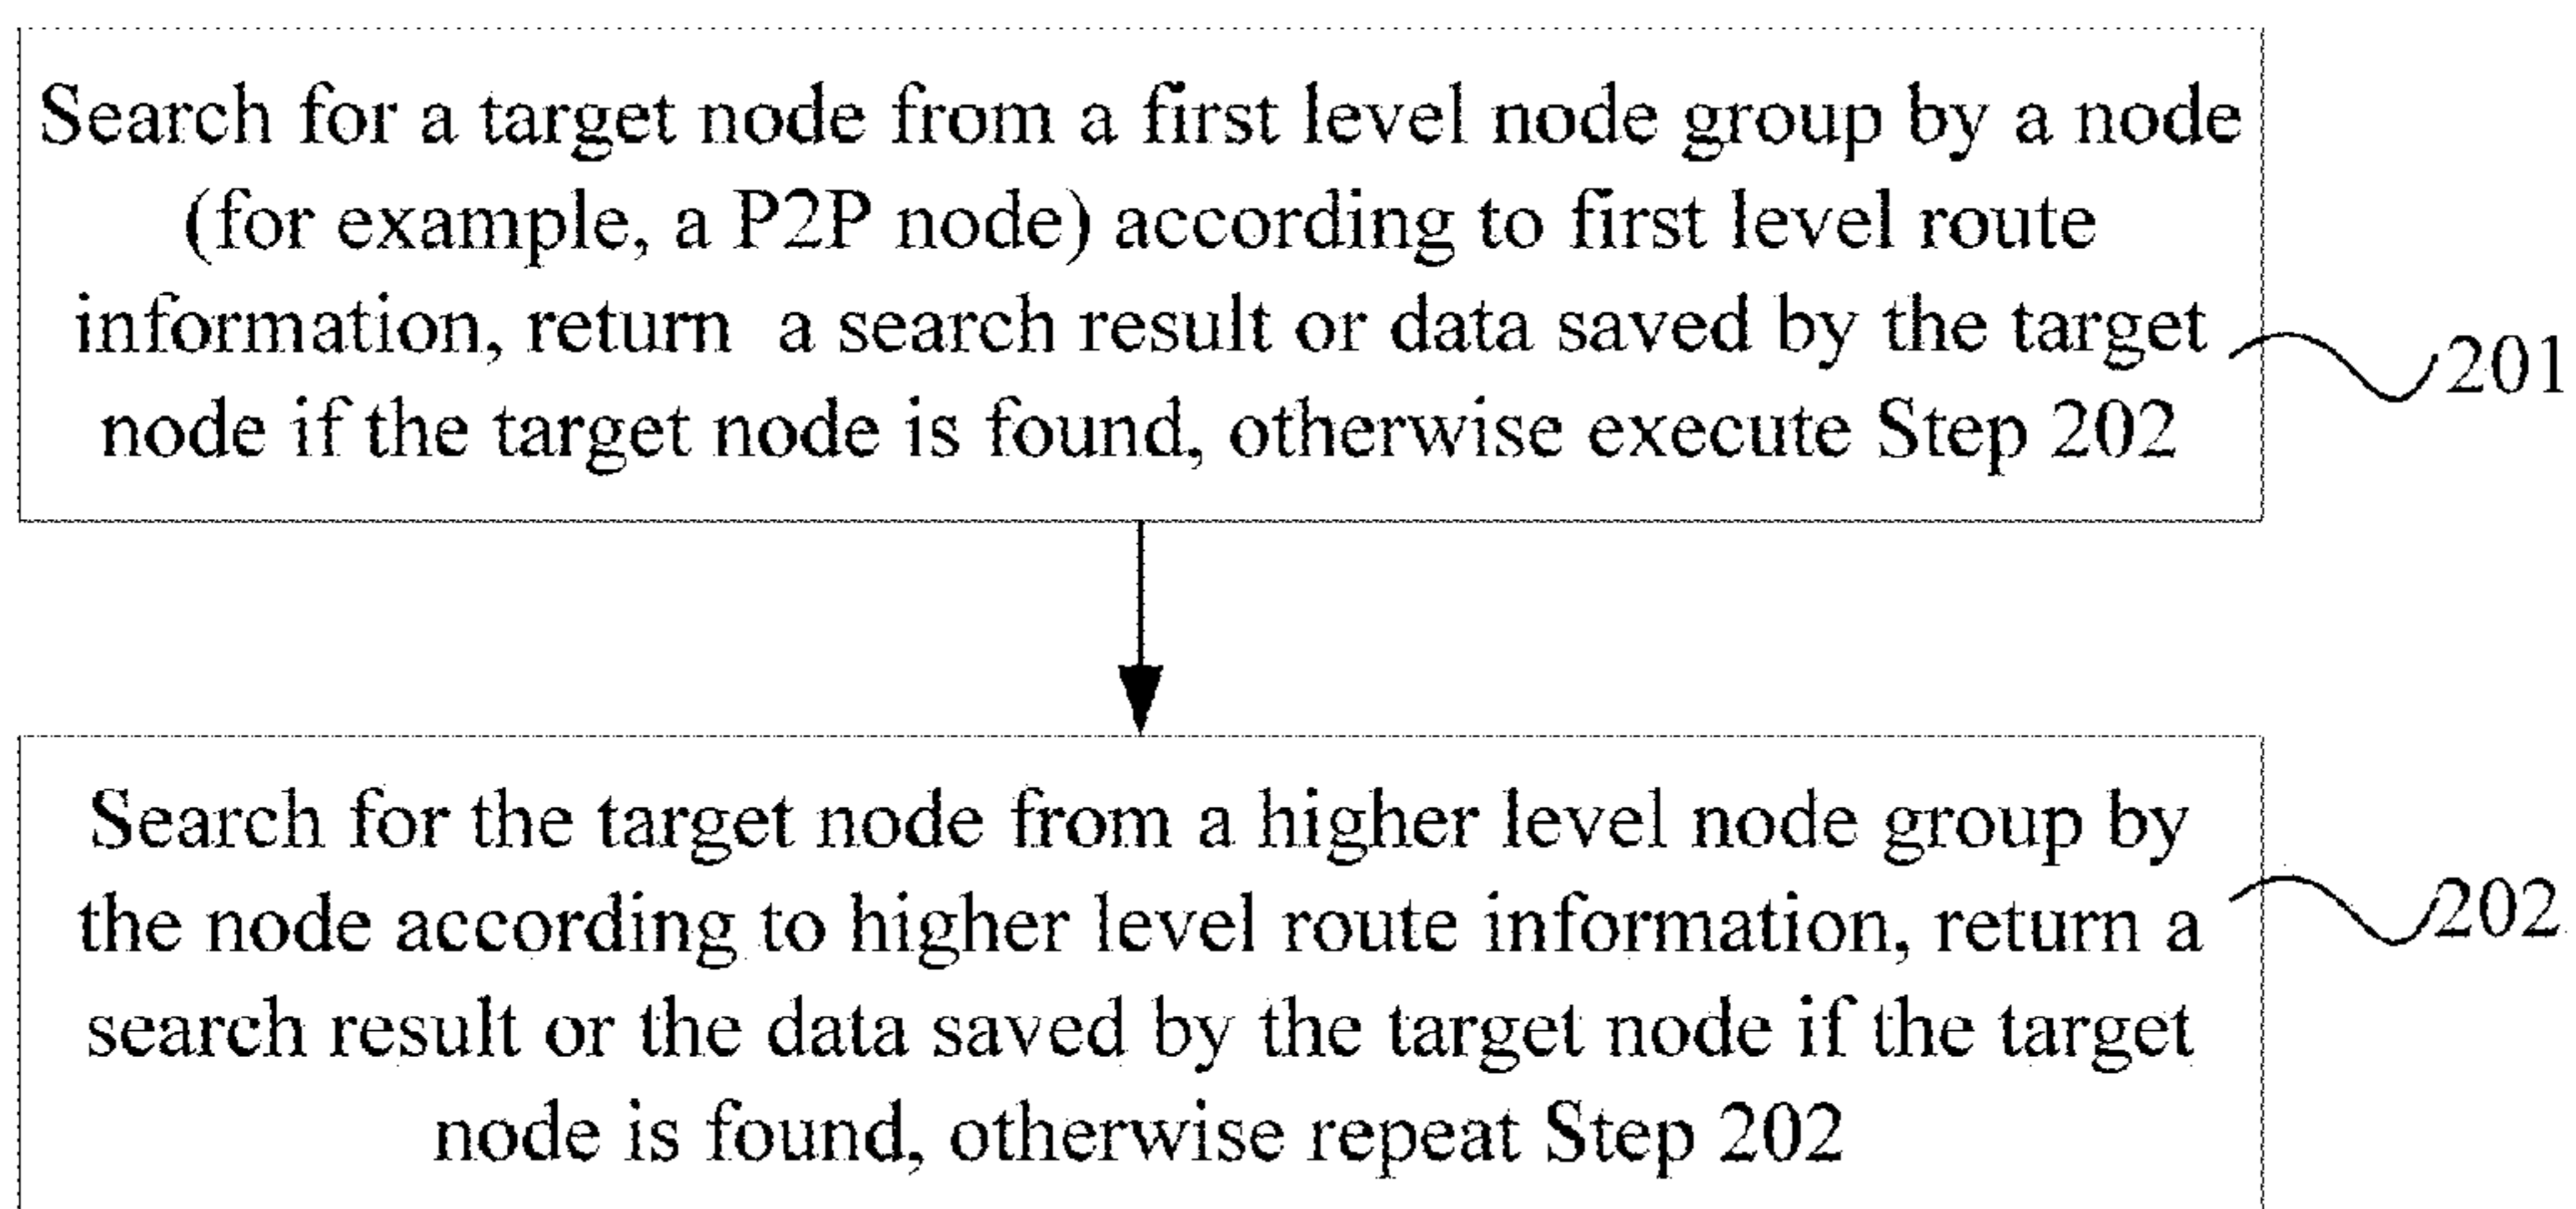 Search for a target node from a first level node group by a node
(for example, a P2P node) according to first level route
information, return a search result or data saved by the target
node if the target node is found, otherwise execute Step 202
201
Search for the target node from a higher level node group by
the node according to higher level route information, return a
search result or the data saved by the target node if the target
node is found, otherwise repeat Step 202
202